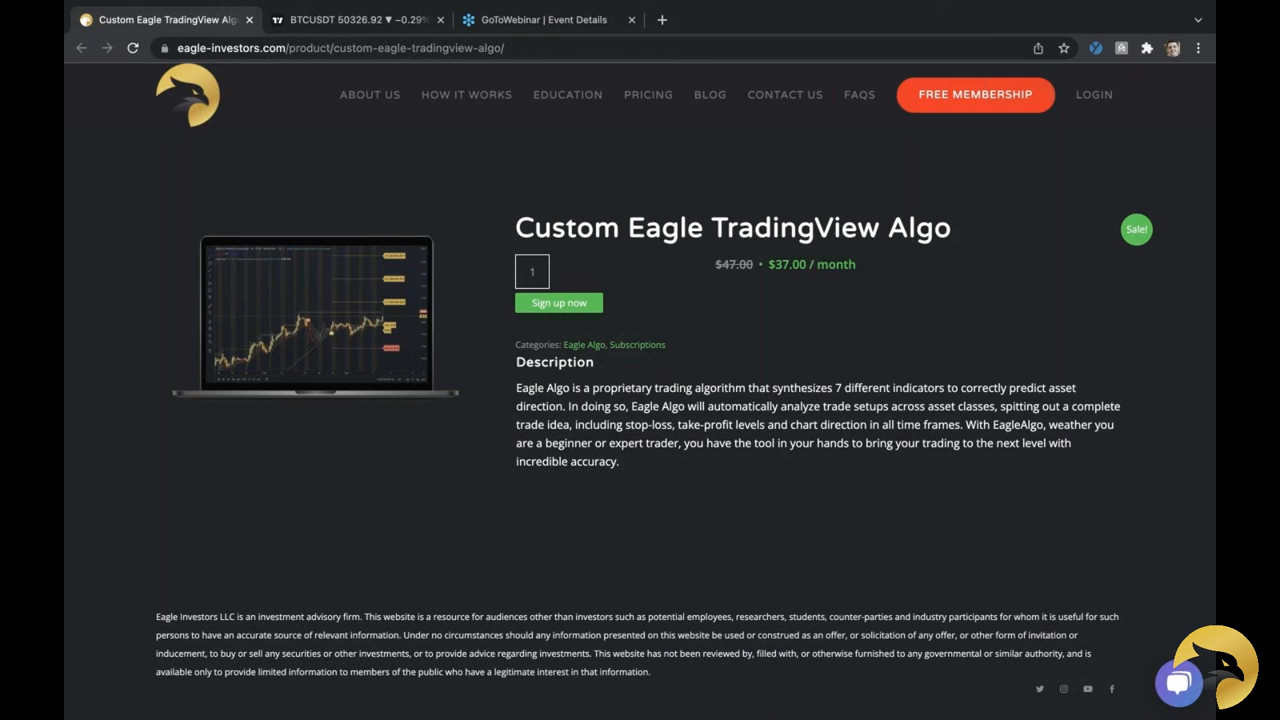 Custom Eagle TradingView Alg
BTCUSDT 50326.92 ▼ −0.29%
GoToWebinar | Event Details
eagle-investors.com/product/custom-eagle-tradingview-algo/
ABOUT US
HOW IT WORKS
EDUCATION
PRICING
BLOG
CONTACT US
FAQS
FREE MEMBERSHIP
LOGIN
Custom Eagle TradingView Algo
Sale!
1
$47.00 • $37.00 / month
Sign up now
Categories: Eagle Algo, Subscriptions
Description
Eagle Algo is a proprietary trading algorithm that synthesizes 7 different indicators to correctly predict asset
direction. In doing so, Eagle Algo will automatically analyze trade setups across asset classes, spitting out a complete
trade idea, including stop-loss, take-profit levels and chart direction in all time frames. With EagleAlgo, weather you
are a beginner or expert trader, you have the tool in your hands to bring your trading to the next level with
incredible accuracy.
Eagle Investors LLC is an investment advisory firm. This website is a resource for audiences other than investors such as potential employees, researchers, students, counter-parties and industry participants for whom it is useful for such
persons to have an accurate source of relevant information. Under no circumstances should any information presented on this website be used or construed as an offer, or solicitation of any offer, or other form of invitation or
inducement, to buy or sell any securities or other investments, or to provide advice regarding investments. This website has not been reviewed by, filled with, or otherwise furnished to any governmental or similar authority, and is
available only to provide limited information to members of the public who have a legitimate interest in that information.